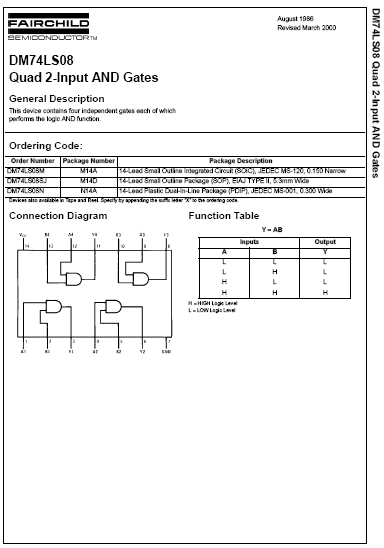 FAIRCHILD
SEMICONDUCTOR™
August 1986
Revised March 2000
DM74LS08
Quad 2-Input AND Gates
General Description
This device contains four independent gates each of which
performs the logic AND function.
Ordering Code:
Order Number Package Number Package Description
DM74LS08M M14A 14-Lead Small Outline Integrated Circuit (SOIC), JEDEC MS-120, 0.150 Narrow
DM74LS08SJ M14D 14-Lead Small Outline Package (SOP), EIAJ TYPE II, 5.3mm Wide
DM74LS08N N14A 14-Lead Plastic Dual-In-Line Package (PDIP), JEDEC MS-001, 0.300 Wide
Devices also available in Tape and Reel. Specify by appending the suffix letter "X" to the ordering code.
Connection Diagram
VCC B4 A4 Y4 B3 A3 Y3
14 13 12 11 10 9 8
1 2 3 4 5 6 7
A1 B1 Y1 A2 B2 Y2 GND
Function Table
Y = AB
Inputs Output
A B Y
L L L
L H L
H L L
H H H
H = HIGH Logic Level
L = LOW Logic Level
DM74LS08 Quad 2-Input AND Gates